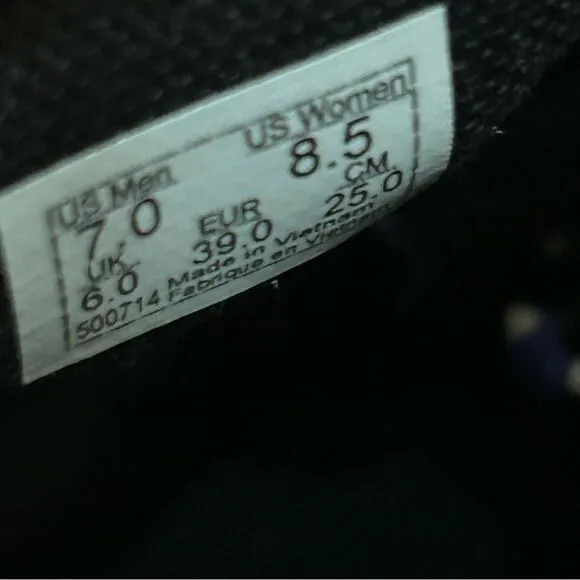 US Men US Women
7.0 8.5
UK EUR CM.
6.0 39.0 25.0
Made in Vietnam.
500714 Fabrique en Vietnam